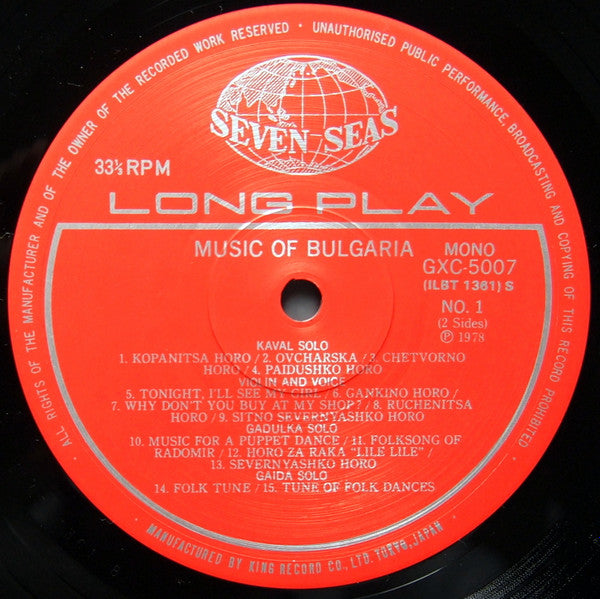 ALL RIGHTS OF THE MANUFACTURER AND OF THE OWNER OF THE RECORDED WORK RESERVED • UNAUTHORISED PUBLIC PERFORMANCE, BROADCASTING AND COPYING OF THIS RECORD PROHIBITED.
SEVEN SEAS
33⅓ RPM
LONG PLAY
MUSIC OF BULGARIA
MONO
GXC-5007
(ILBT 1361) S
NO. 1
(2 Sides)
Ⓟ 1978
KAVAL SOLO
1. KOPANITSA HORO / 2. OVCHARSKA / 3. CHETVORNO
HORO / 4. PAIDUSHKO HORO
VIOLIN AND VOICE
5. TONIGHT, I'LL SEE MY GIRL / 6. GANKINO HORO /
7. WHY DON'T YOU BUY AT MY SHOP? / 8. RUCHENITSA
HORO / 9. SITNO SEVERNYASHKO HORO
GADULKA SOLO
10. MUSIC FOR A PUPPET DANCE / 11. FOLKSONG OF
RADOMIR / 12. HORO ZA RAKA "LILE LILE" /
13. SEVERNYASHKO HORO
GAIDA SOLO
14. FOLK TUNE / 15. TUNE OF FOLK DANCES
MANUFACTURED BY KING RECORD CO., LTD. TOKYO, JAPAN